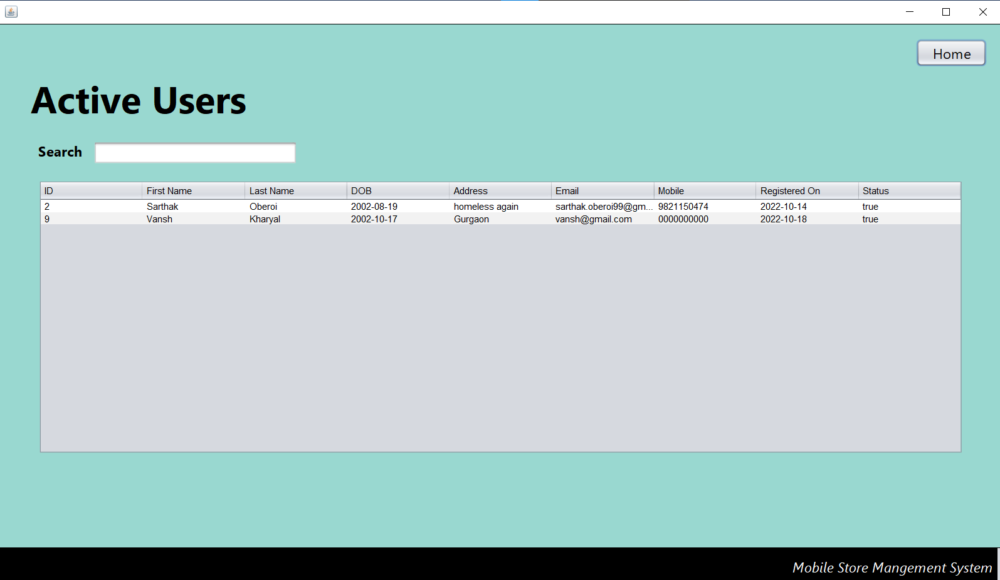 Home
Active Users
Search
ID First Name Last Name DOB Address Email Mobile Registered On Status
2 Sarthak Oberoi 2002-08-19 homeless again sarthak.oberoi99@gm... 9821150474 2022-10-14 true
9 Vansh Kharyal 2002-10-17 Gurgaon vansh@gmail.com 0000000000 2022-10-18 true
Mobile Store Mangement System